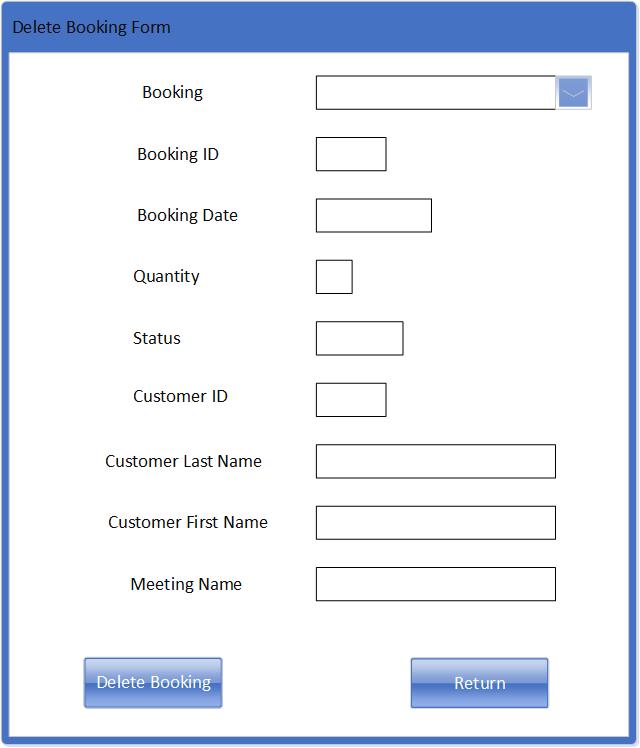 Delete Booking Form
Booking
Booking ID
Booking Date
Quantity
Status
Customer ID
Customer Last Name
Customer First Name
Meeting Name
Delete Booking
Return